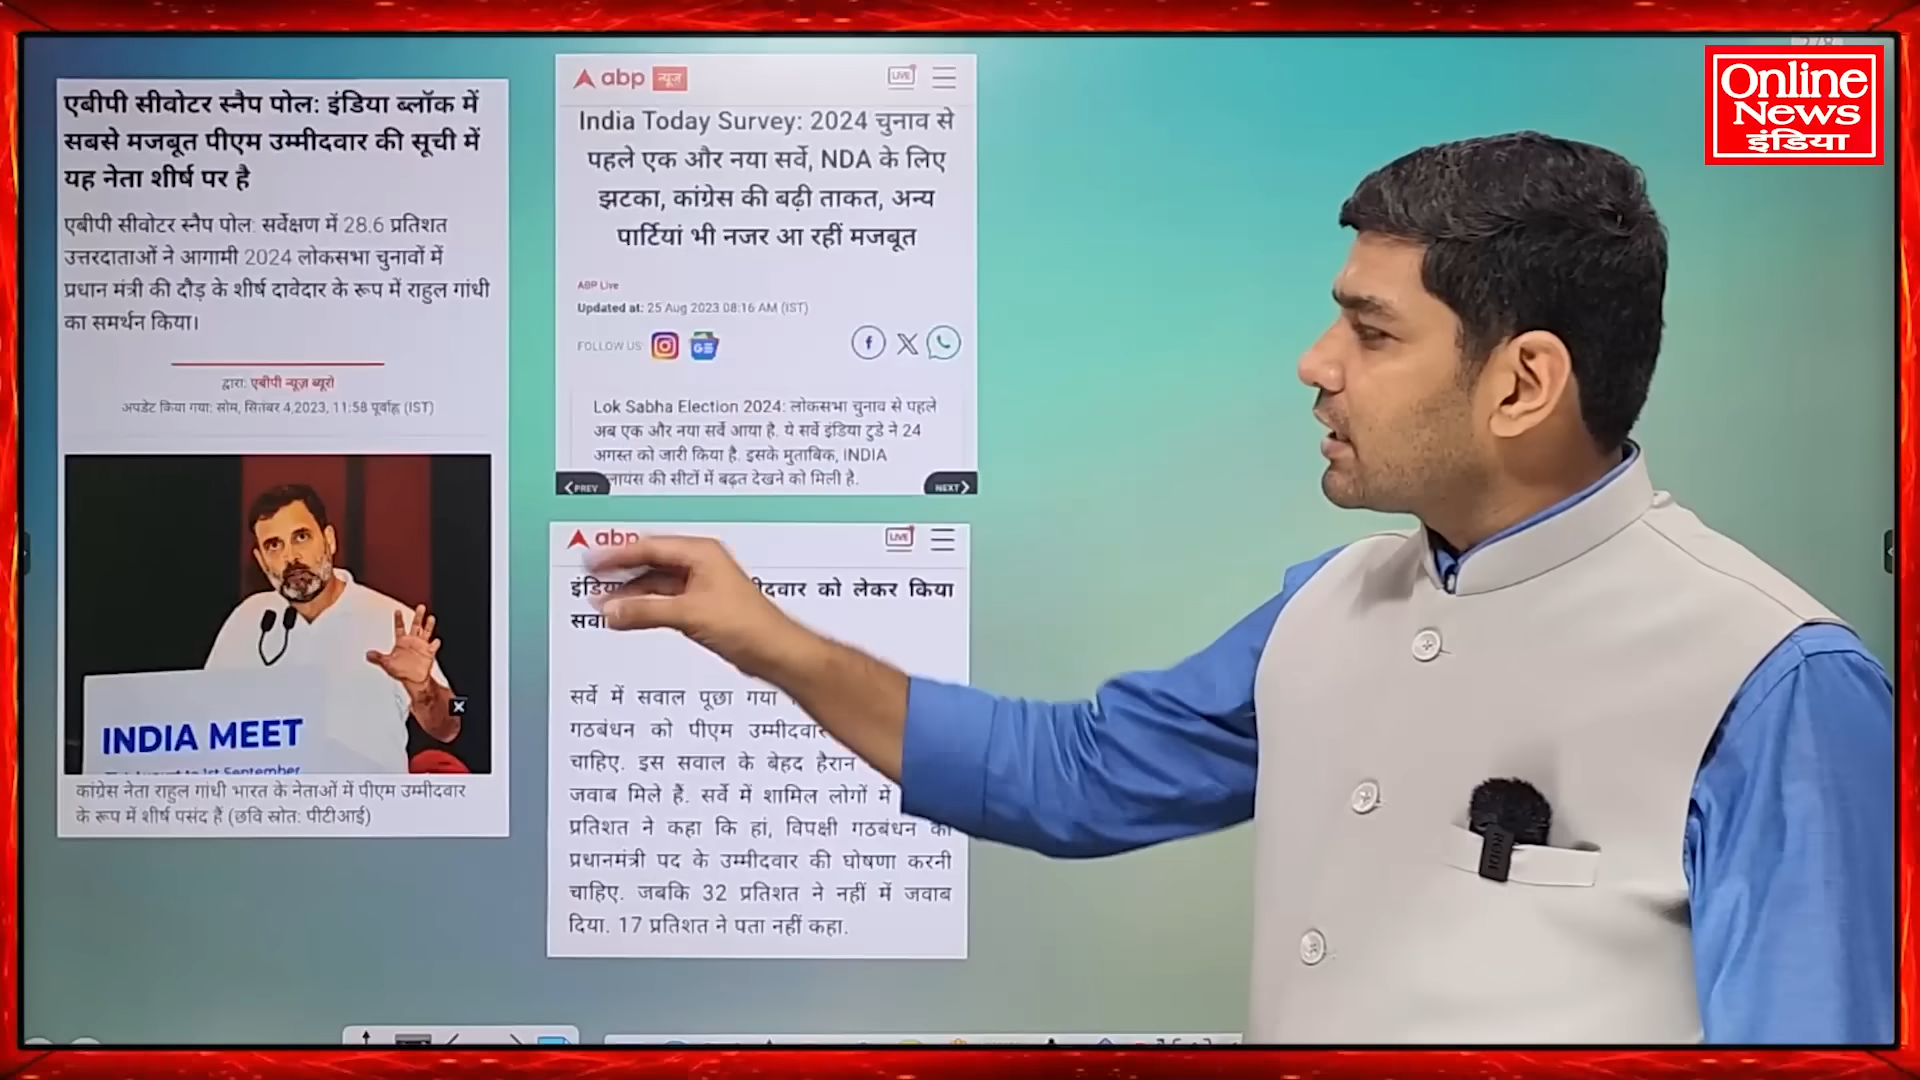 एबीपी सीवोटर स्नैप पोल: इंडिया ब्लॉक में
सबसे मजबूत पीएम उम्मीदवार की सूची में
यह नेता शीर्ष पर है
एबीपी सीवोटर स्नैप पोल: सर्वेक्षण में 28.6 प्रतिशत
उत्तरदाताओं ने आगामी 2024 लोकसभा चुनावों में
प्रधान मंत्री की दौड़ के शीर्ष दावेदार के रूप में राहुल गांधी
का समर्थन किया।
द्वारा: एबीपी न्यूज़ ब्यूरो
अपडेट किया गया: सोम, सितंबर 4,2023, 11:58 पूर्वाह्न (IST)
INDIA MEET
to 1st September
कांग्रेस नेता राहुल गांधी भारत के नेताओं में पीएम उम्मीदवार
के रूप में शीर्ष पसंद हैं (छवि स्रोत: पीटीआई)
abp न्यूज़
LIVE
India Today Survey: 2024 चुनाव से
पहले एक और नया सर्वे, NDA के लिए
झटका, कांग्रेस की बढ़ी ताकत, अन्य
पार्टियां भी नजर आ रहीं मजबूत
ABP Live
Updated at: 25 Aug 2023 08:16 AM (IST)
FOLLOW US:
Lok Sabha Election 2024: लोकसभा चुनाव से पहले
अब एक और नया सर्वे आया है. ये सर्वे इंडिया टुडे ने 24
अगस्त को जारी किया है. इसके मुताबिक, INDIA
की सीटों में बढ़त देखने को मिली है.
PREV
NEXT
abp
LIVE
को लेकर किया
सर्वे में सवाल पूछा गया
गठबंधन को पीएम
चाहिए. इस सवाल के बेहद हैरान
जवाब मिले हैं. सर्वे में शामिल लोगों में
प्रतिशत ने कहा कि हां, विपक्षी गठबंधन को
प्रधानमंत्री पद के उम्मीदवार की घोषणा करनी
चाहिए. जबकि 32 प्रतिशत ने नहीं में जवाब
दिया. 17 प्रतिशत ने पता नहीं कहा.
Online
News
इंडिया